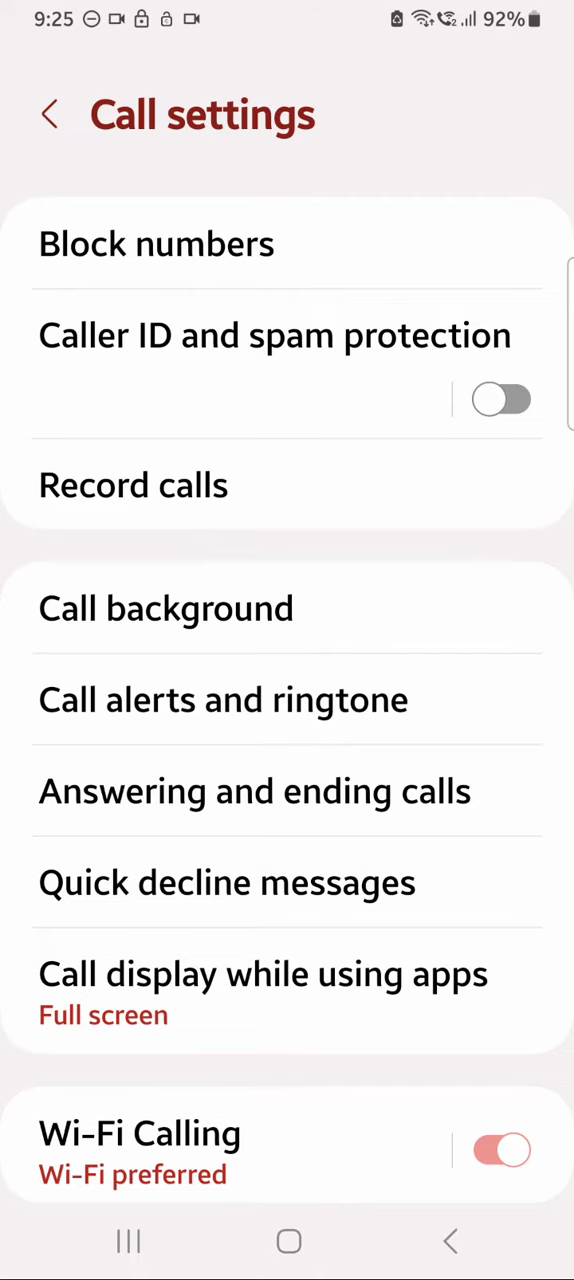 9:25
92%
Call settings
Block numbers
Caller ID and spam protection
Record calls
Call background
Call alerts and ringtone
Answering and ending calls
Quick decline messages
Call display while using apps
Full screen
Wi-Fi Calling
Wi-Fi preferred